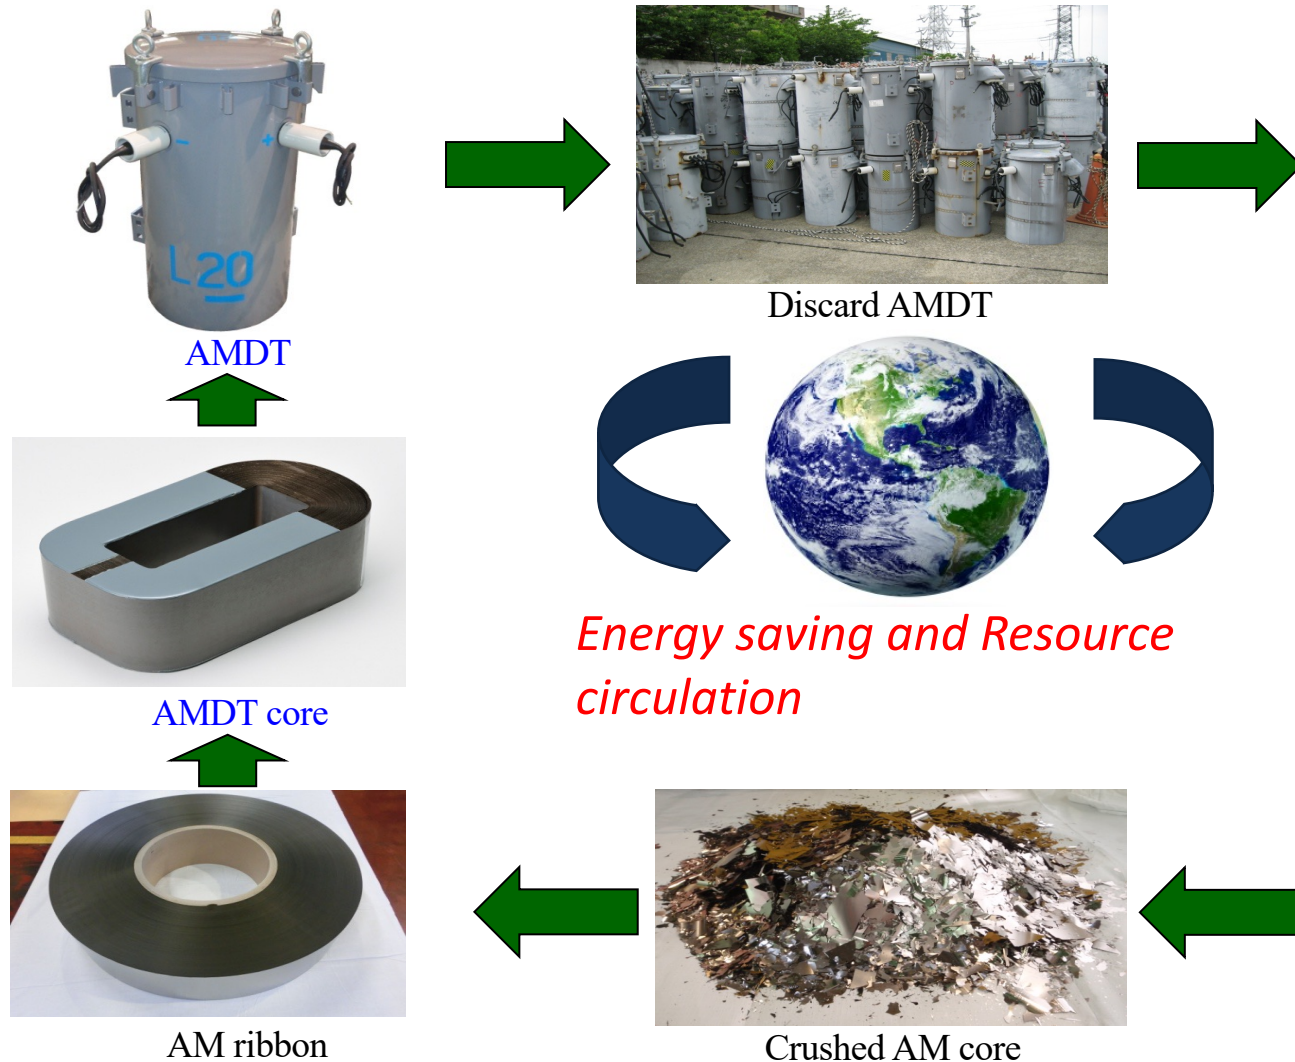 - +
L20
AMDT
Discard AMDT
AMDT core
Energy saving and Resource
circulation
AM ribbon
Crushed AM core